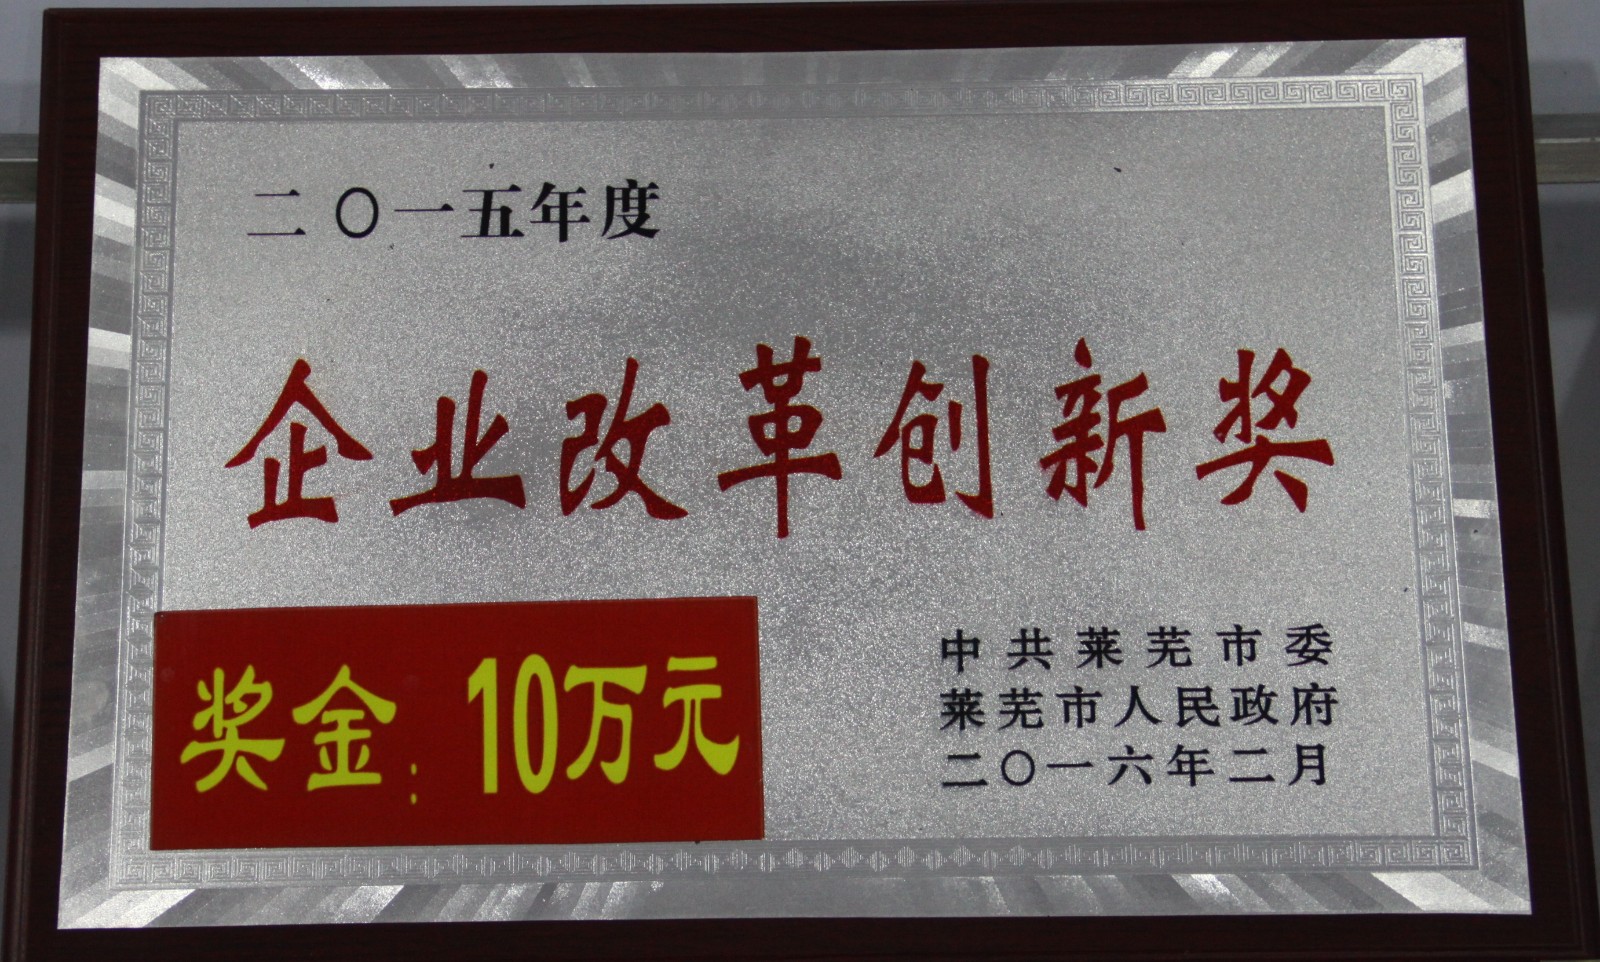 二〇一五年度
企业改革创新奖
奖金：10万元
中共莱芜市委
莱芜市人民政府
二〇一六年二月